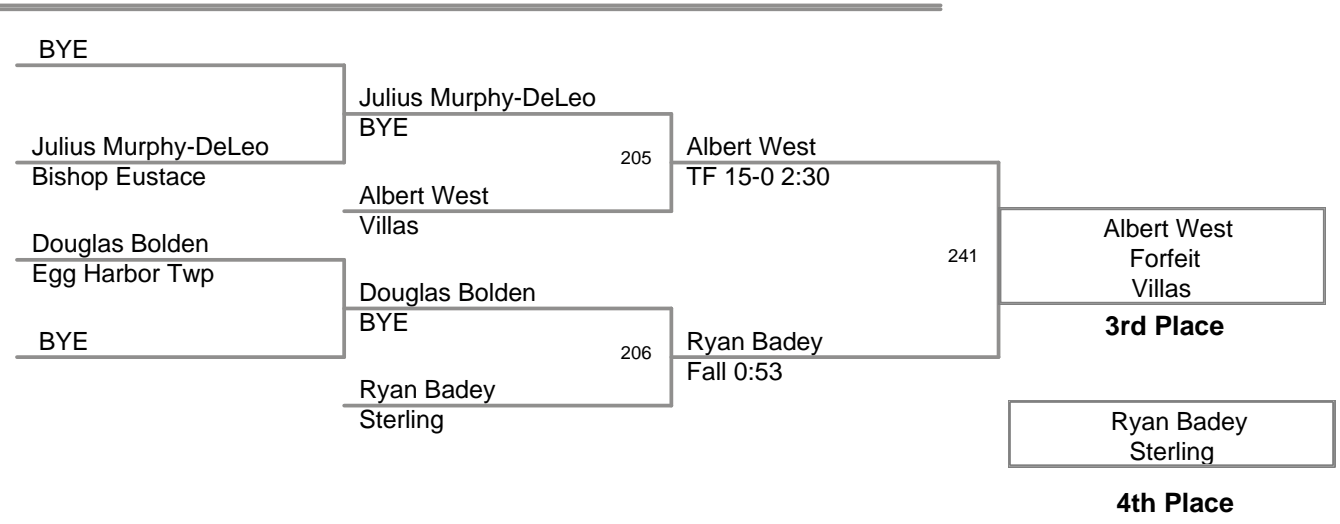 BYE
Julius Murphy-DeLeo
BYE
Julius Murphy-DeLeo
Bishop Eustace
205
Albert West
TF 15-0 2:30
Albert West
Villas
Douglas Bolden
Egg Harbor Twp
241
Albert West
Forfeit
Villas
3rd Place
Douglas Bolden
BYE
BYE
206
Ryan Badey
Fall 0:53
Ryan Badey
Sterling
Ryan Badey
Sterling
4th Place